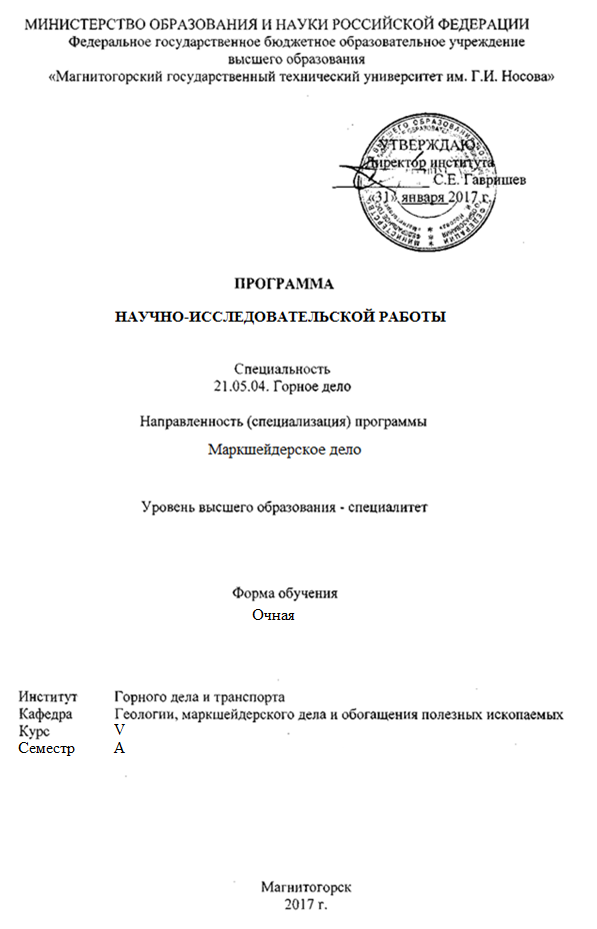 МИНИСТЕРСТВО ОБРАЗОВАНИЯ И НАУКИ РОССИЙСКОЙ ФЕДЕРАЦИИ
Федеральное государственное бюджетное образовательное учреждение
высшего образования
«Магнитогорский государственный технический университет им. Г.И. Носова»
УТВЕРЖДАЮ
Директор института
С.Е. Гавришев
«31» января 2017 г.
ПРОГРАММА
НАУЧНО-ИССЛЕДОВАТЕЛЬСКОЙ РАБОТЫ
Специальность
21.05.04. Горное дело
Направленность (специализация) программы
Маркшейдерское дело
Уровень высшего образования - специалитет
Форма обучения
Очная
Институт Горного дела и транспорта
Кафедра Геологии, маркшейдерского дела и обогащения полезных ископаемых
Курс V
Семестр А
Магнитогорск
2017 г.